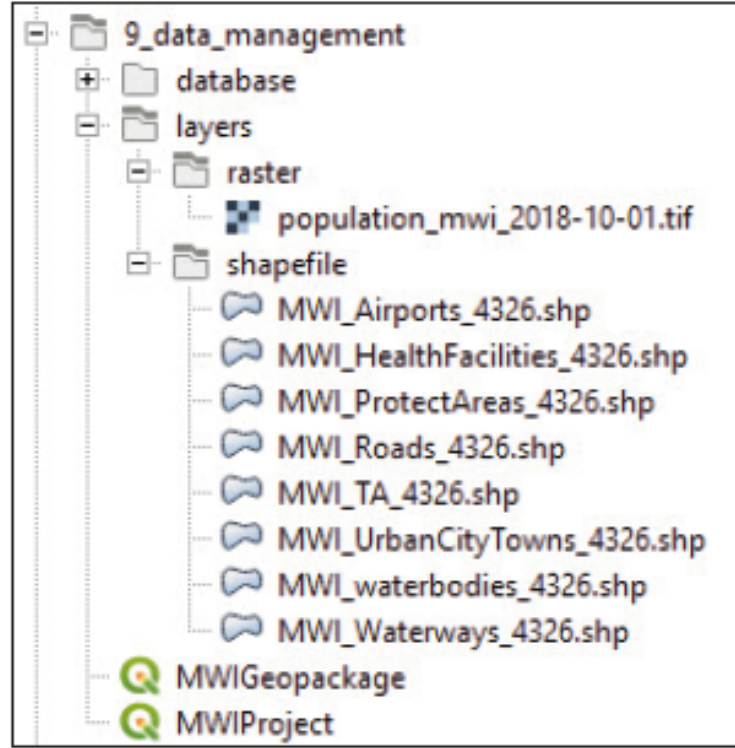 9_data_management
database
layers
raster
population_mwi_2018-10-01.tif
shapefile
MWI_Airports_4326.shp
MWI_HealthFacilities_4326.shp
MWI_ProtectAreas_4326.shp
MWI_Roads_4326.shp
MWI_TA_4326.shp
MWI_UrbanCityTowns_4326.shp
MWI_waterbodies_4326.shp
MWI_Waterways_4326.shp
MWIGeopackage
MWIProject